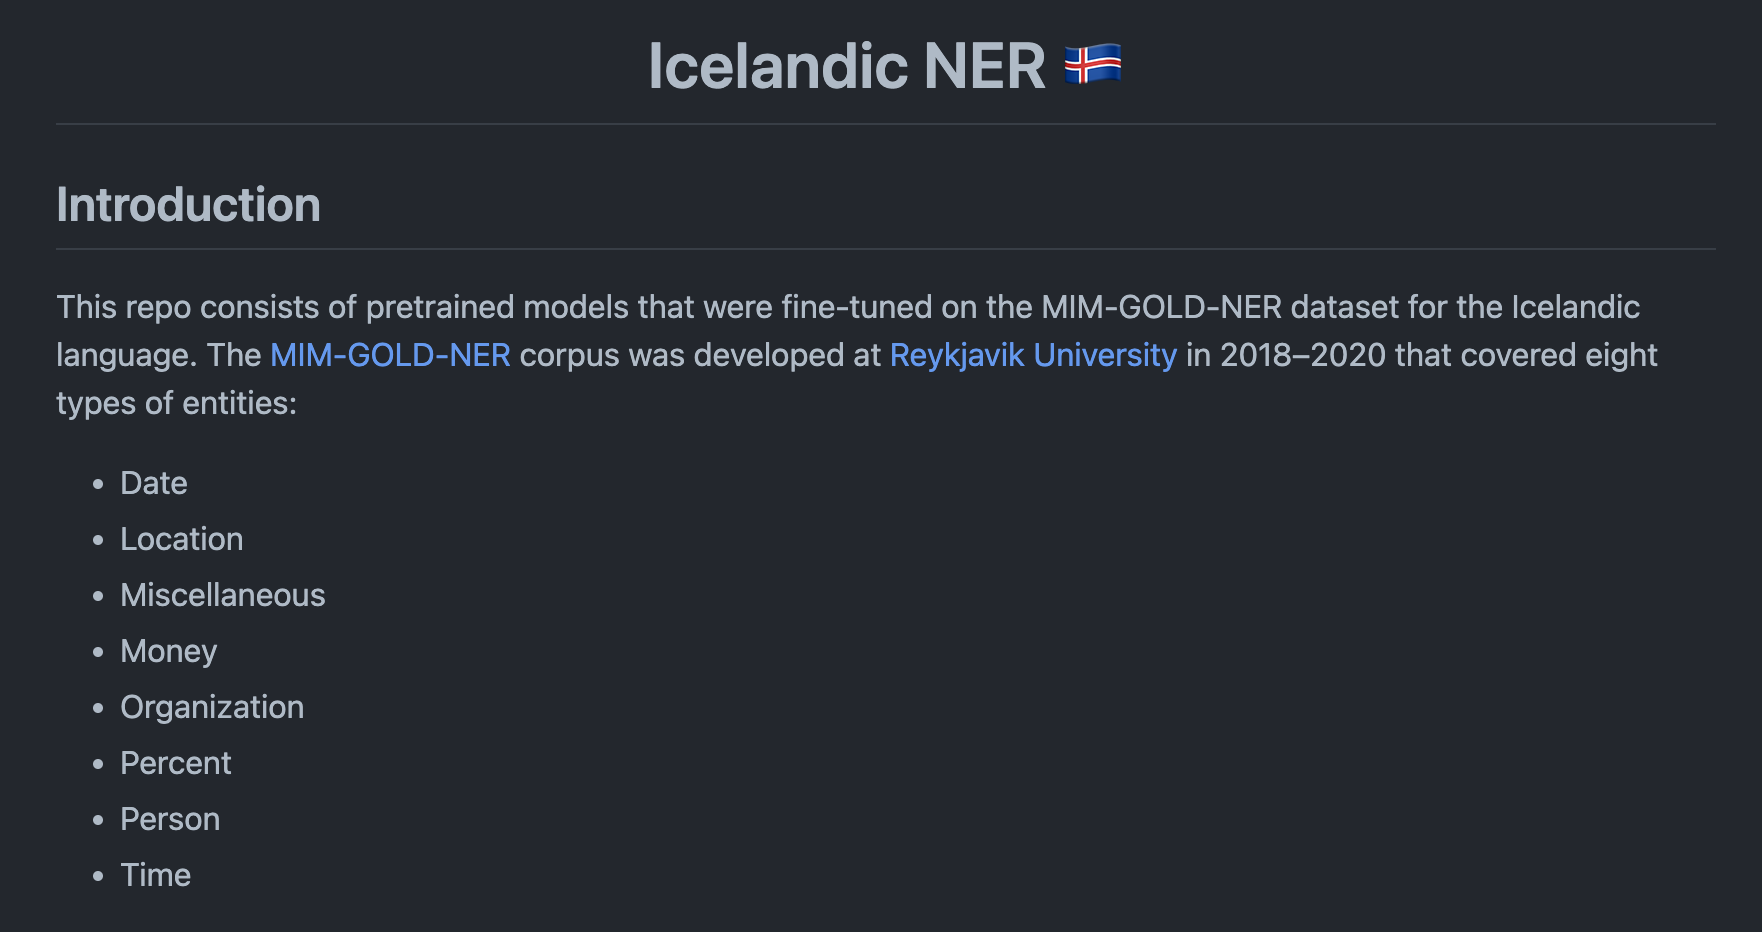 Icelandic NER 🇮🇸
Introduction
This repo consists of pretrained models that were fine-tuned on the MIM-GOLD-NER dataset for the Icelandic
language. The MIM-GOLD-NER corpus was developed at Reykjavik University in 2018–2020 that covered eight
types of entities:
• Date
• Location
• Miscellaneous
• Money
• Organization
• Percent
• Person
• Time